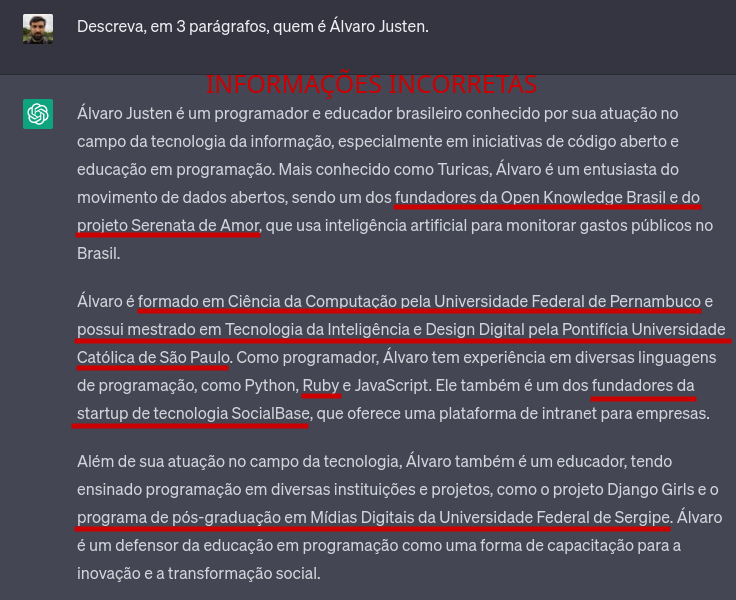 Descreva, em 3 parágrafos, quem é Álvaro Justen.
INFORMAÇÕES INCORRETAS
Álvaro Justen é um programador e educador brasileiro conhecido por sua atuação no
campo da tecnologia da informação, especialmente em iniciativas de código aberto e
educação em programação. Mais conhecido como Turicas, Álvaro é um entusiasta do
movimento de dados abertos, sendo um dos fundadores da Open Knowledge Brasil e do
projeto Serenata de Amor, que usa inteligência artificial para monitorar gastos públicos no
Brasil.
Álvaro é formado em Ciência da Computação pela Universidade Federal de Pernambuco e
possui mestrado em Tecnologia da Inteligência e Design Digital pela Pontifícia Universidade
Católica de São Paulo. Como programador, Álvaro tem experiência em diversas linguagens
de programação, como Python, Ruby e JavaScript. Ele também é um dos fundadores da
startup de tecnologia SocialBase, que oferece uma plataforma de intranet para empresas.
Além de sua atuação no campo da tecnologia, Álvaro também é um educador, tendo
ensinado programação em diversas instituições e projetos, como o projeto Django Girls e o
programa de pós-graduação em Mídias Digitais da Universidade Federal de Sergipe. Álvaro
é um defensor da educação em programação como uma forma de capacitação para a
inovação e a transformação social.